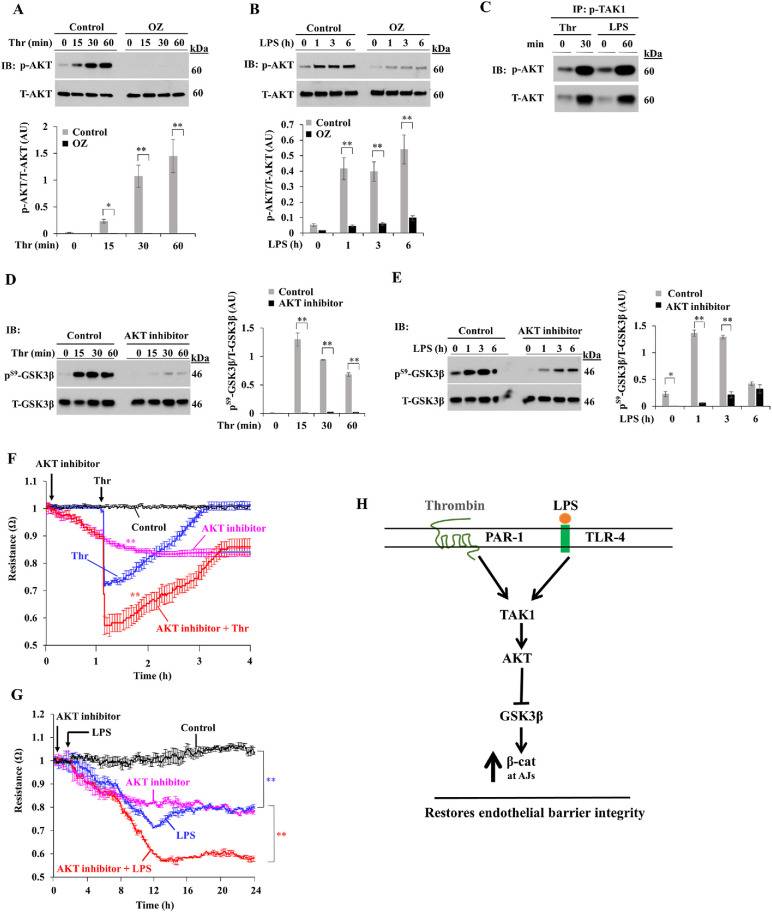 A
Control OZ
Thr (min) 0 15 30 60 0 15 30 60 kDa
IB: p-AKT 60
T-AKT 60
p-AKT/T-AKT (AU)
Control
OZ
2
1.5
1
0.5
0
* ** **
0 15 30 60
Thr (min)
B
Control OZ
LPS (h) 0 1 3 6 0 1 3 6 kDa
IB: p-AKT 60
T-AKT 60
p-AKT/T-AKT (AU)
Control
OZ
0.7
0.6
0.5
0.4
0.3
0.2
0.1
0.0
** ** **
0 1 3 6
LPS (h)
C
IP: p-TAK1
Thr LPS
min 0 30 0 60 kDa
IB: p-AKT 60
T-AKT 60
D
IB: Control AKT inhibitor
Thr (min) 0 15 30 60 0 15 30 60 kDa
pS9-GSK3β 46
T-GSK3β 46
pS9-GSK3β/T-GSK3β (AU)
Control
AKT inhibitor
1.5
1
0.5
0
** ** **
0 15 30 60
Thr (min)
E
IB: Control AKT inhibitor
LPS (h) 0 1 3 6 0 1 3 6 kDa
pS9-GSK3β 46
T-GSK3β 46
pS9-GSK3β/T-GSK3β (AU)
Control
AKT inhibitor
1.5
1
0.5
0
* ** **
0 1 3 6
LPS (h)
F
AKT inhibitor
Thr
Resistance (Ω)
1.1
1
0.9
0.8
0.7
0.6
0.5
Control
AKT inhibitor
**
Thr
**
AKT inhibitor + Thr
0 1 2 3 4
Time (h)
G
AKT inhibitor
LPS
Resistance (Ω)
1.2
1.1
1
0.9
0.8
0.7
0.6
0.5
Control
AKT inhibitor
LPS
AKT inhibitor + LPS
**
**
0 4 8 12 16 20 24
Time (h)
H
Thrombin LPS
PAR-1 TLR-4
TAK1
AKT
GSK3β
β-cat
at AJs
Restores endothelial barrier integrity